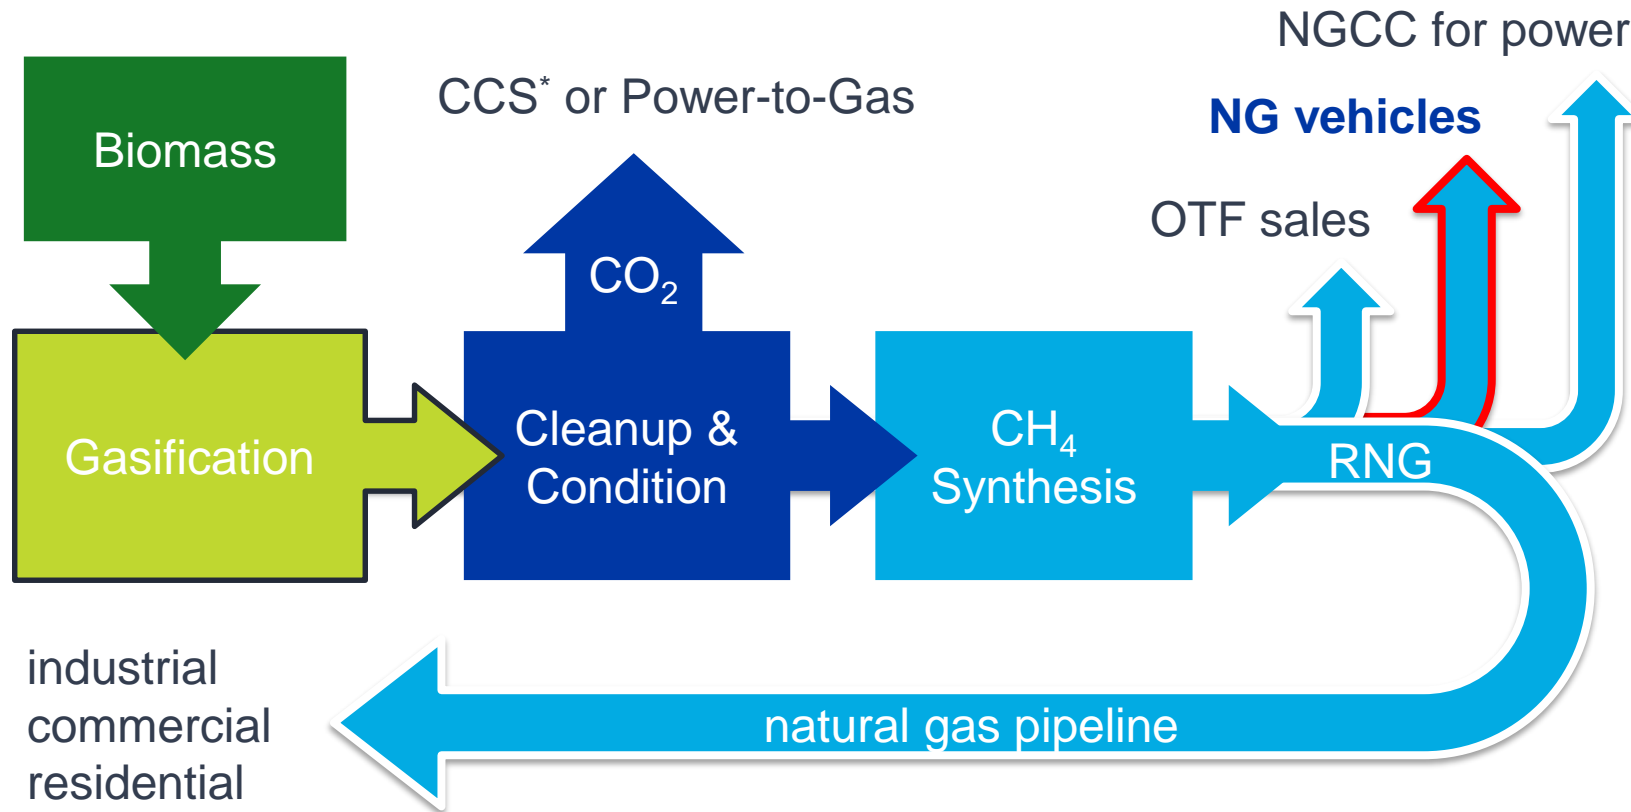 NGCC for power
CCS* or Power-to-Gas
NG vehicles
Biomass
OTF sales
CO₂
Gasification
Cleanup &
Condition
CH₄
Synthesis
RNG
industrial
commercial
residential
natural gas pipeline